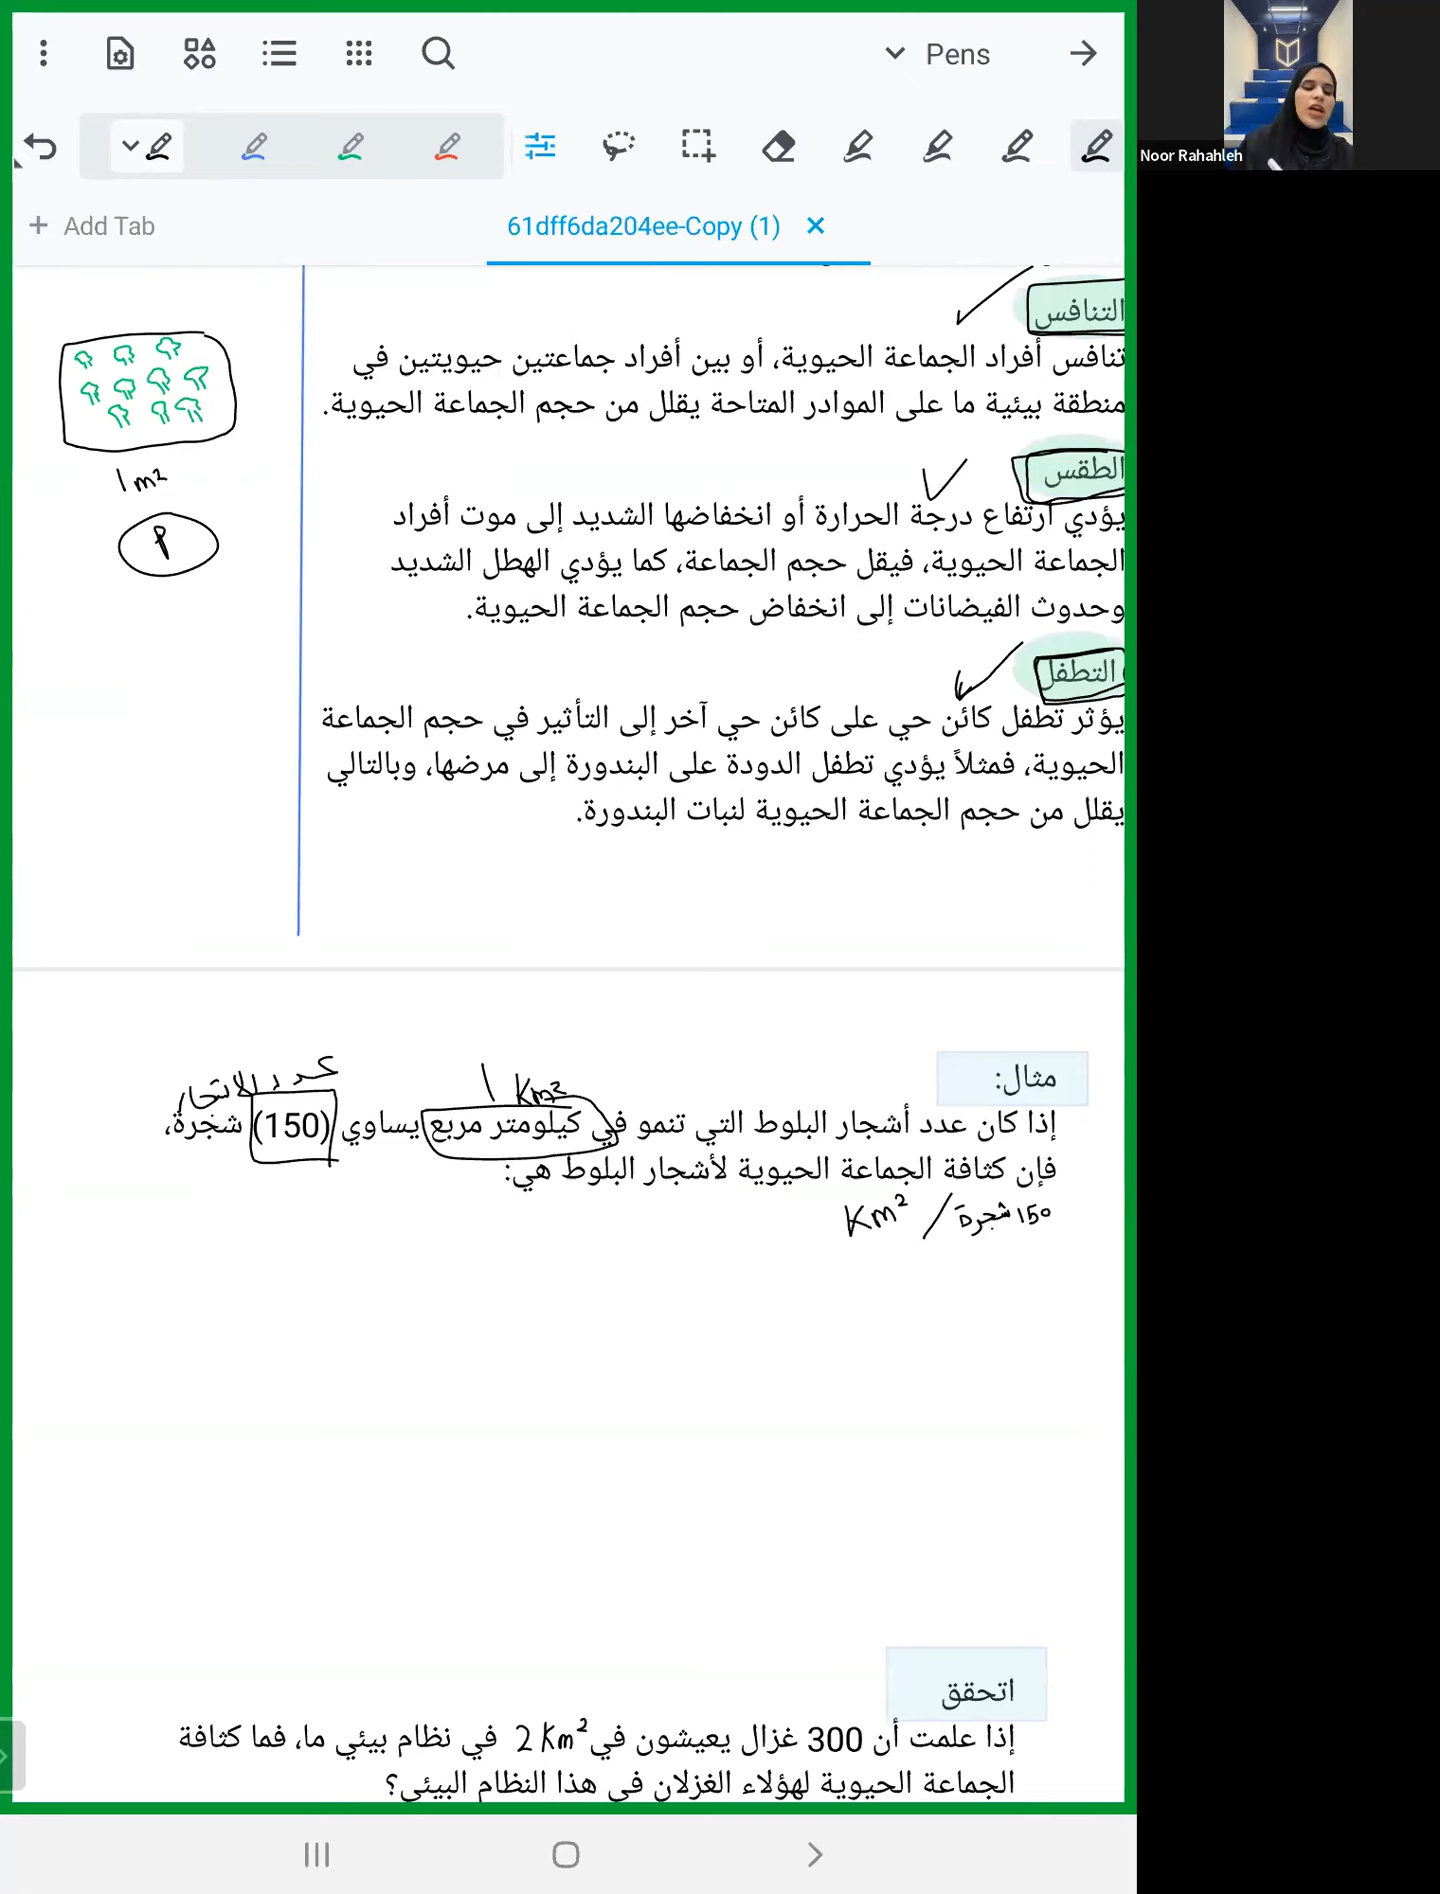 Pens
Noor Rahahleh
+ Add Tab
61dff6da204ee-Copy (1) ×
التنافس
تنافس أفراد الجماعة الحيوية، أو بين أفراد جماعتين حيويتين في
منطقة بيئية ما على الموادر المتاحة يقلل من حجم الجماعة الحيوية.
1 m²
الطقس
يؤدي ارتفاع درجة الحرارة أو انخفاضها الشديد إلى موت أفراد
الجماعة الحيوية، فيقل حجم الجماعة، كما يؤدي الهطل الشديد
وحدوث الفيضانات إلى انخفاض حجم الجماعة الحيوية.
التطفل
يؤثر تطفل كائن حي على كائن حي آخر إلى التأثير في حجم الجماعة
الحيوية، فمثلاً يؤدي تطفل الدودة على البندورة إلى مرضها، وبالتالي
يقلل من حجم الجماعة الحيوية لنبات البندورة.
مثال:
1 Km²
عدد الاشجار
إذا كان عدد أشجار البلوط التي تنمو في كيلومتر مربع يساوي (150) شجرة،
فإن كثافة الجماعة الحيوية لأشجار البلوط هي:
150 شجرة / Km²
اتحقق
إذا علمت أن 300 غزال يعيشون في 2 Km² في نظام بيئي ما، فما كثافة
الجماعة الحيوية لهؤلاء الغزلان في هذا النظام البيئي؟